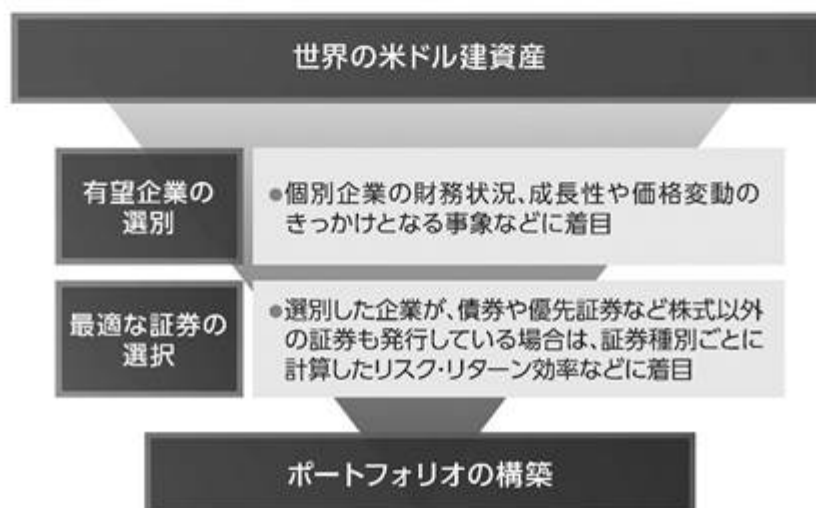 世界の米ドル建資産
有望企業の
選別
●個別企業の財務状況、成長性や価格変動の
きっかけとなる事象などに着目
最適な証券の
選択
●選別した企業が、債券や優先証券など株式以外
の証券も発行している場合は、証券種別ごとに
計算したリスク・リターン効率などに着目
ポートフォリオの構築